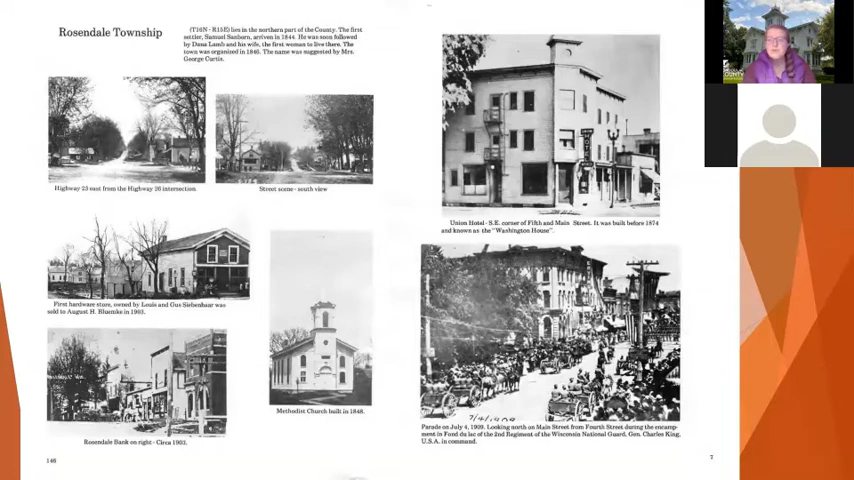 Rosendale Township
(T16N - R15E) lies in the northern part of the County. The first
settler, Samuel Sanborn, arriven in 1844. He was soon followed
by Dana Lamb and his wife, the first woman to live there. The
town was organized in 1846. The name was suggested by Mrs.
George Curtis.
Highway 23 east from the Highway 26 intersection.
Street scene - south view
First hardware store, owned by Louis and Gus Siebenhaar was
sold to August H. Bluemke in 1903.
Methodist Church built in 1848.
Rosendale Bank on right - Circa 1903.
146
HOTEL
Union Hotel - S.E. corner of Fifth and Main Street. It was built before 1874
and known as the "Washington House".
7/4/1909
Parade on July 4, 1909. Looking north on Main Street from Fourth Street during the encamp-
ment in Fond du lac of the 2nd Regiment of the Wisconsin National Guard, Gen. Charles King,
U.S.A. in command.
7
COUNTY